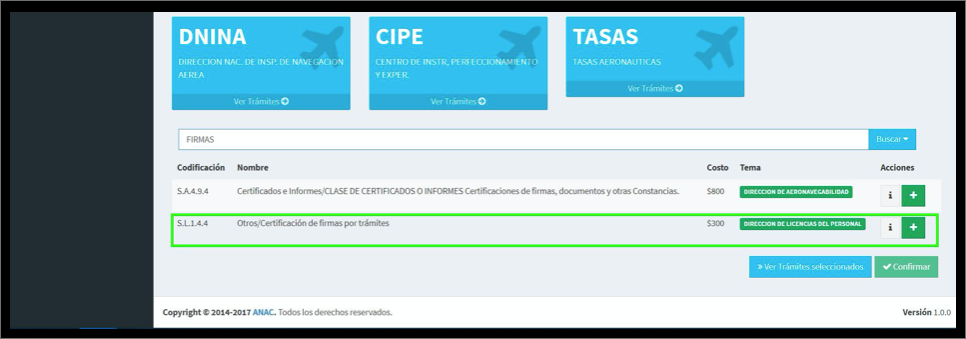 DNINA
DIRECCION NAC. DE INSP. DE NAVEGACION
AEREA
Ver Trámites
CIPE
CENTRO DE INSTR, PERFECCIONAMIENTO
Y EXPER.
Ver Trámites
TASAS
TASAS AERONAUTICAS
Ver Trámites
FIRMAS
Buscar
Codificación Nombre Costo Tema Acciones
S.A.4.9.4 Certificados e Informes/CLASE DE CERTIFICADOS O INFORMES Certificaciones de firmas, documentos y otras Constancias. $800 DIRECCION DE AERONAVEGABILIDAD i +
S.L.1.4.4 Otros/Certificación de firmas por trámites $300 DIRECCION DE LICENCIAS DEL PERSONAL i +
» Ver Trámites seleccionados ✔ Confirmar
Copyright © 2014-2017 ANAC. Todos los derechos reservados. Versión 1.0.0